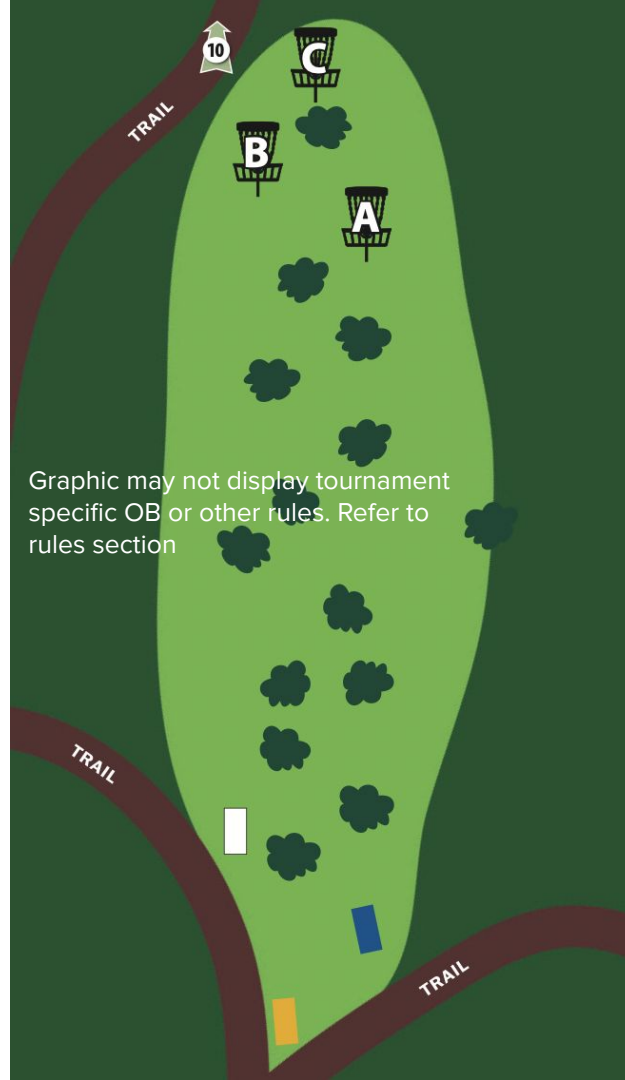 10
C
TRAIL
B
A
Graphic may not display tournament
specific OB or other rules. Refer to
rules section
TRAIL
TRAIL